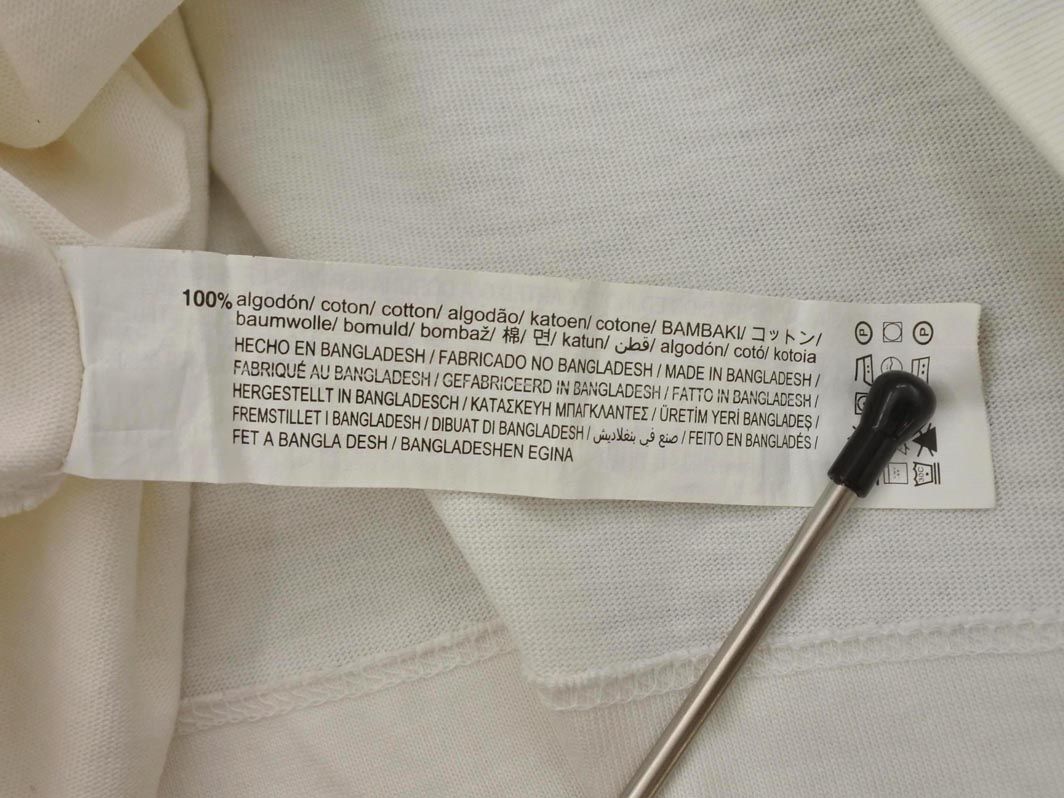 100% algodón/ coton/ cotton/ algodão/ katoen/ cotone/ BAMBAKI/ コットン/
baumwolle/ bomuld/ bombaž/ 棉/ 면/ katun/ قطن/ algodón/ cotó/ kotoia
HECHO EN BANGLADESH / FABRICADO NO BANGLADESH / MADE IN BANGLADESH /
FABRIQUÉ AU BANGLADESH / GEFABRICEERD IN BANGLADESH / FATTO IN BANGLADESH /
HERGESTELLT IN BANGLADESCH / ΚΑΤΑΣΚΕΥΗ ΜΠΑΓΚΛΑΝΤΕΣ / ÜRETİM YERİ BANGLADEŞ /
FREMSTILLET I BANGLADESH / DIBUAT DI BANGLADESH / صنع في بنغلاديش / FEITO EN BANGLADÉS /
FET A BANGLA DESH / BANGLADESHEN EGINA
P P